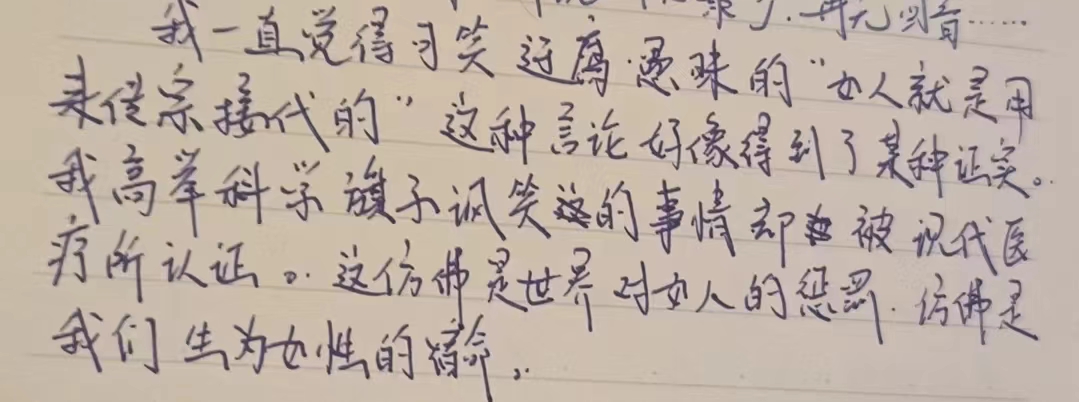 再无回音……
我一直觉得可笑迂腐.愚昧的“女人就是用
来传宗接代的”这种言论好像得到了某种证实。
我高举科学旗子讽笑的事情却被现代医
疗所认证。这仿佛是世界对女人的惩罚.仿佛是
我们生为女性的宿命。